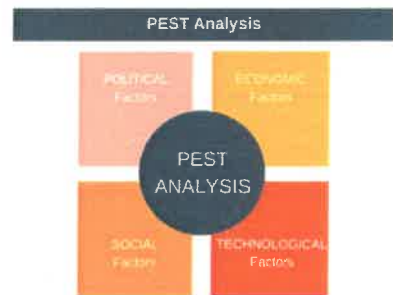 PEST Analysis
POLITICAL
Factors
ECONOMIC
Factors
PEST
ANALYSIS
SOCIAL
Factors
TECHNOLOGICAL
Factors